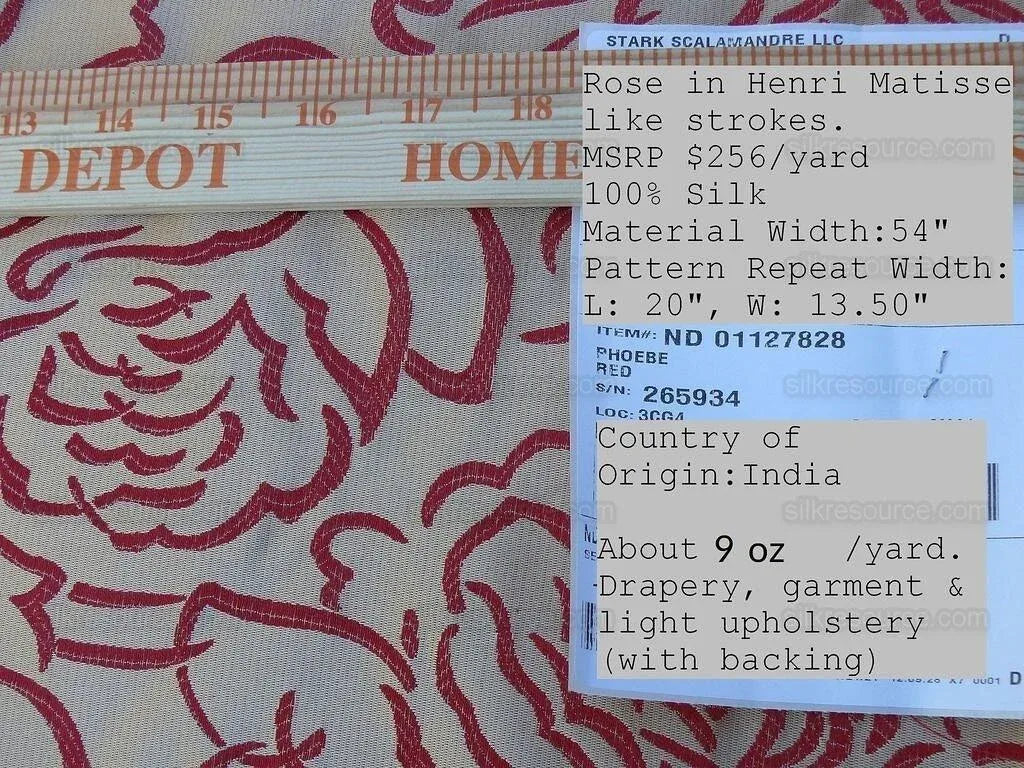 STARK SCALAMANDRE LLC
13 14 15 16 17 18
DEPOT HOME
Rose in Henri Matisse
like strokes.
MSRP $256/yard
100% Silk
Material Width:54"
Pattern Repeat Width:
L: 20", W: 13.50"
ITEM#: ND 01127828
PHOEBE
RED
S/N: 265934
LOC: 3CG4
silkresource.com
Country of
Origin:India
About 9 oz /yard.
Drapery, garment &
light upholstery
(with backing)